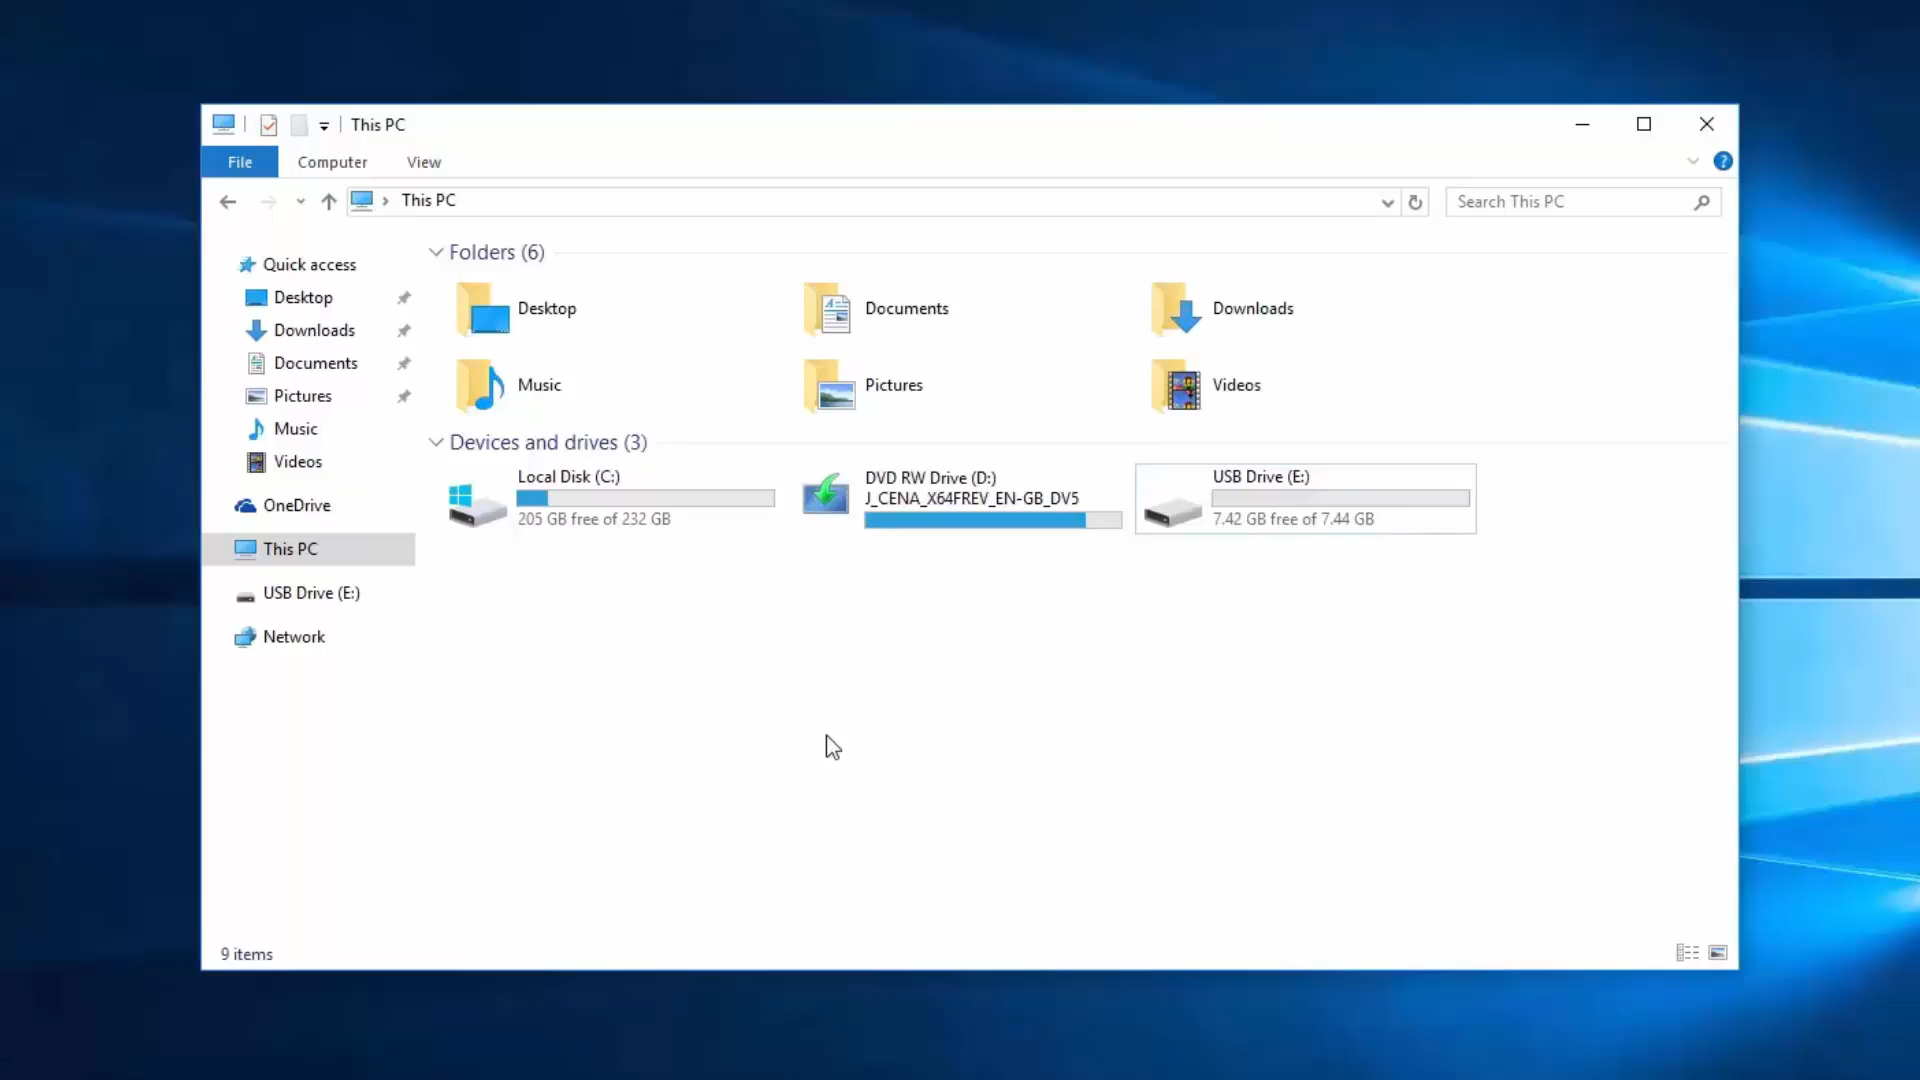 This PC
File Computer View
This PC
Search This PC
Quick access
Desktop
Downloads
Documents
Pictures
Music
Videos
OneDrive
This PC
USB Drive (E:)
Network
Folders (6)
Desktop
Documents
Downloads
Music
Pictures
Videos
Devices and drives (3)
Local Disk (C:)
205 GB free of 232 GB
DVD RW Drive (D:)
J_CENA_X64FREV_EN-GB_DV5
USB Drive (E:)
7.42 GB free of 7.44 GB
9 items